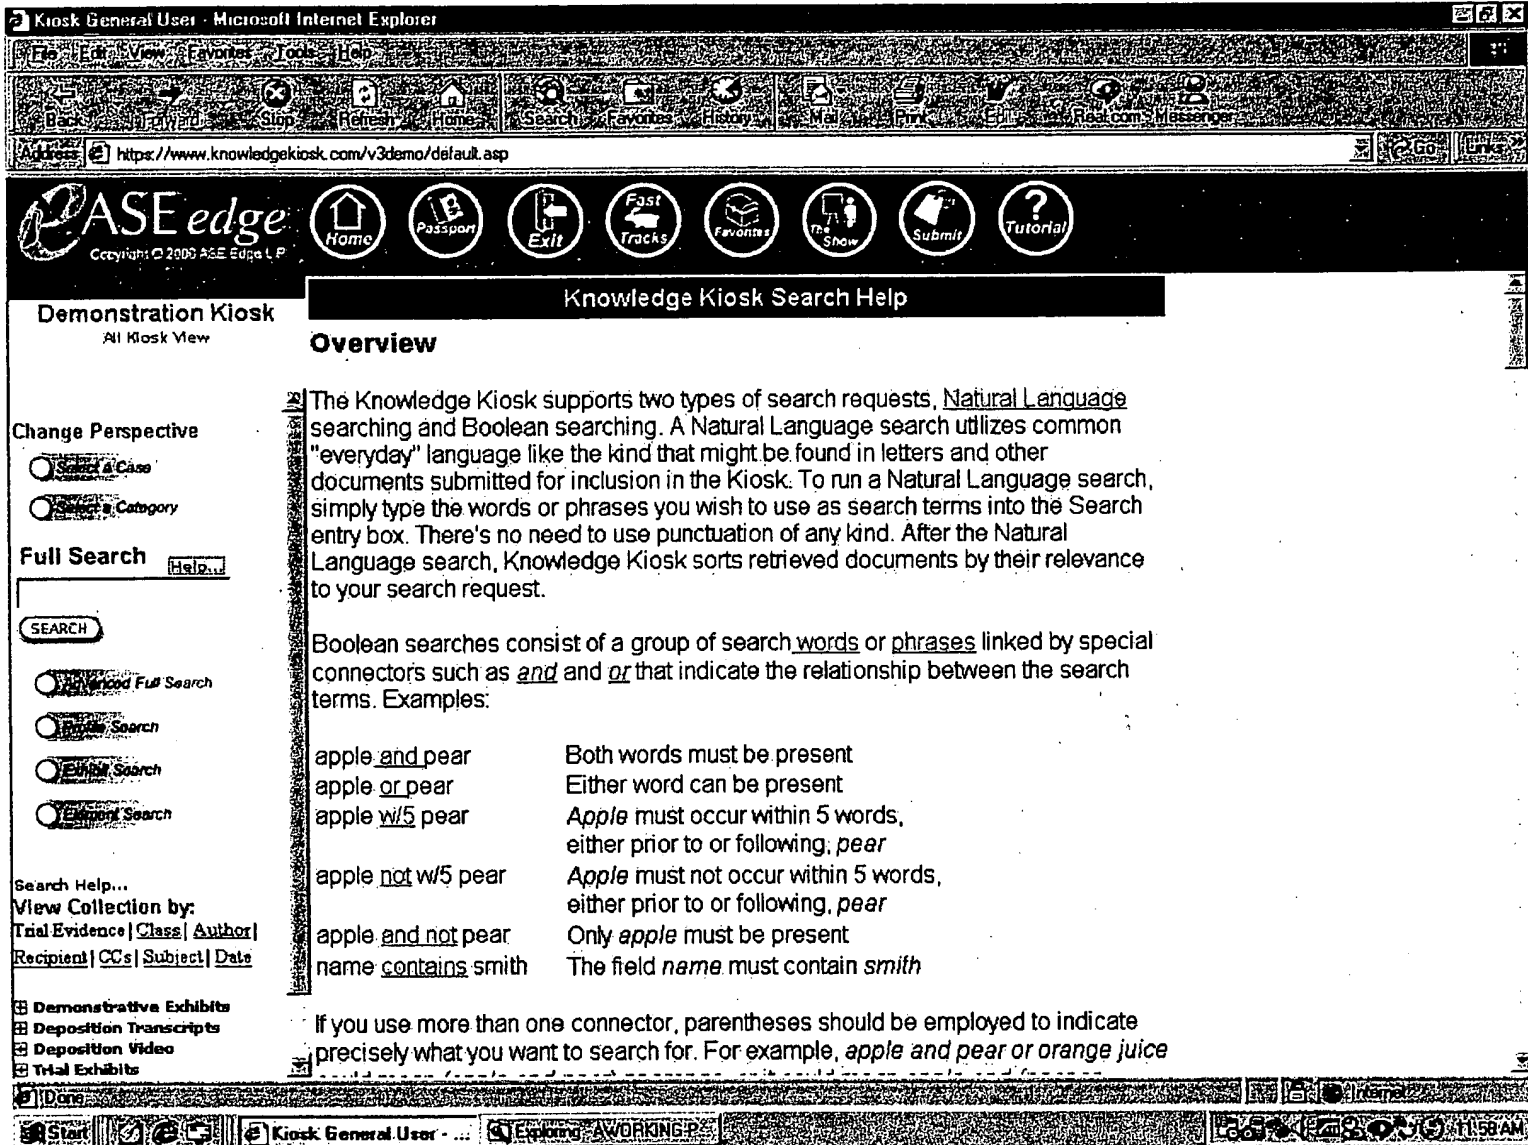 Kiosk General User - Microsoft Internet Explorer
File Edit View Favorites Tools Help
Back Forward Stop Refresh Home Search Favorites History Mail Print Edit Real.com Messenger
Address https://www.knowledgekiosk.com/v3demo/default.asp Go Links
ASE edge
Copyright © 2000 ASE Edge L.P.
Home Passport Exit Fast Tracks Favorites The Show Submit Tutorial
Demonstration Kiosk
All Kiosk View
Change Perspective
Select a Case
Select a Category
Full Search Help...
SEARCH
Advanced Full Search
Profile Search
Exhibit Search
Element Search
Search Help...
View Collection by:
Trial Evidence | Class | Author |
Recipient | CCs | Subject | Date
Demonstrative Exhibits
Deposition Transcripts
Deposition Video
Trial Exhibits
Knowledge Kiosk Search Help
Overview
The Knowledge Kiosk supports two types of search requests, Natural Language
searching and Boolean searching. A Natural Language search utilizes common
"everyday" language like the kind that might be found in letters and other
documents submitted for inclusion in the Kiosk. To run a Natural Language search,
simply type the words or phrases you wish to use as search terms into the Search
entry box. There's no need to use punctuation of any kind. After the Natural
Language search, Knowledge Kiosk sorts retrieved documents by their relevance
to your search request.
Boolean searches consist of a group of search words or phrases linked by special
connectors such as and and or that indicate the relationship between the search
terms. Examples:
apple and pear Both words must be present
apple or pear Either word can be present
apple w/5 pear Apple must occur within 5 words,
either prior to or following, pear
apple not w/5 pear Apple must not occur within 5 words,
either prior to or following, pear
apple and not pear Only apple must be present
name contains smith The field name must contain smith
If you use more than one connector, parentheses should be employed to indicate
precisely what you want to search for. For example, apple and pear or orange juice
Done Internet
Start Kiosk General User - ... Exploring 11:58 AM